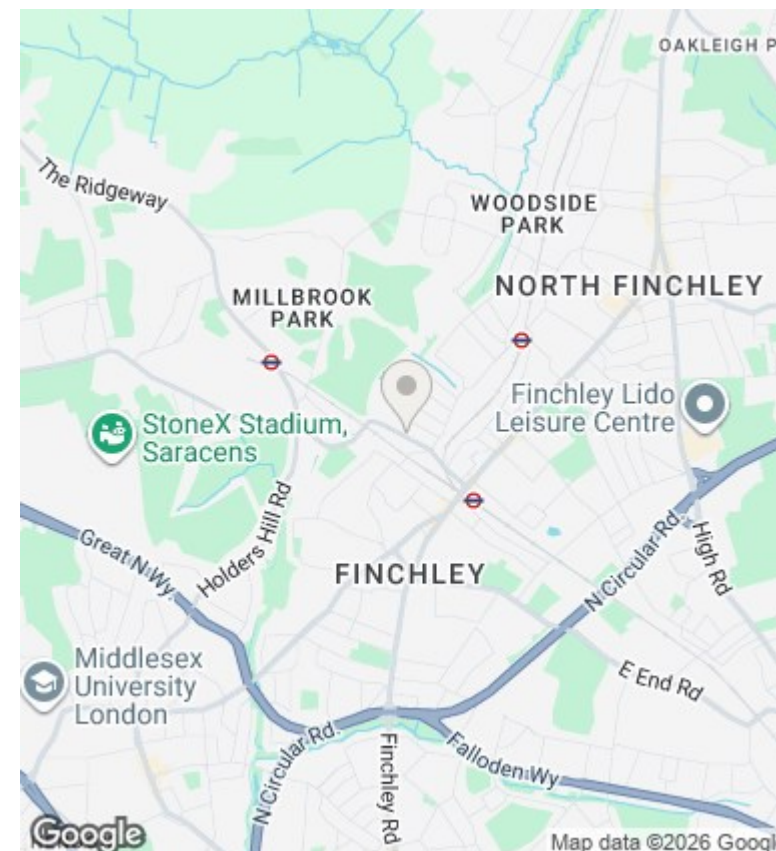 OAKLEIGH P
The Ridgeway
WOODSIDE
PARK
NORTH FINCHLEY
MILLBROOK
PARK
Finchley Lido
Leisure Centre
StoneX Stadium,
Saracens
Holders Hill Rd
Great N Wy.
FINCHLEY
N Circular Rd.
High Rd
Middlesex
University
London
E End Rd
N Circular Rd.
Finchley Rd
Falloden Wy
Google
Map data ©2026 Googl